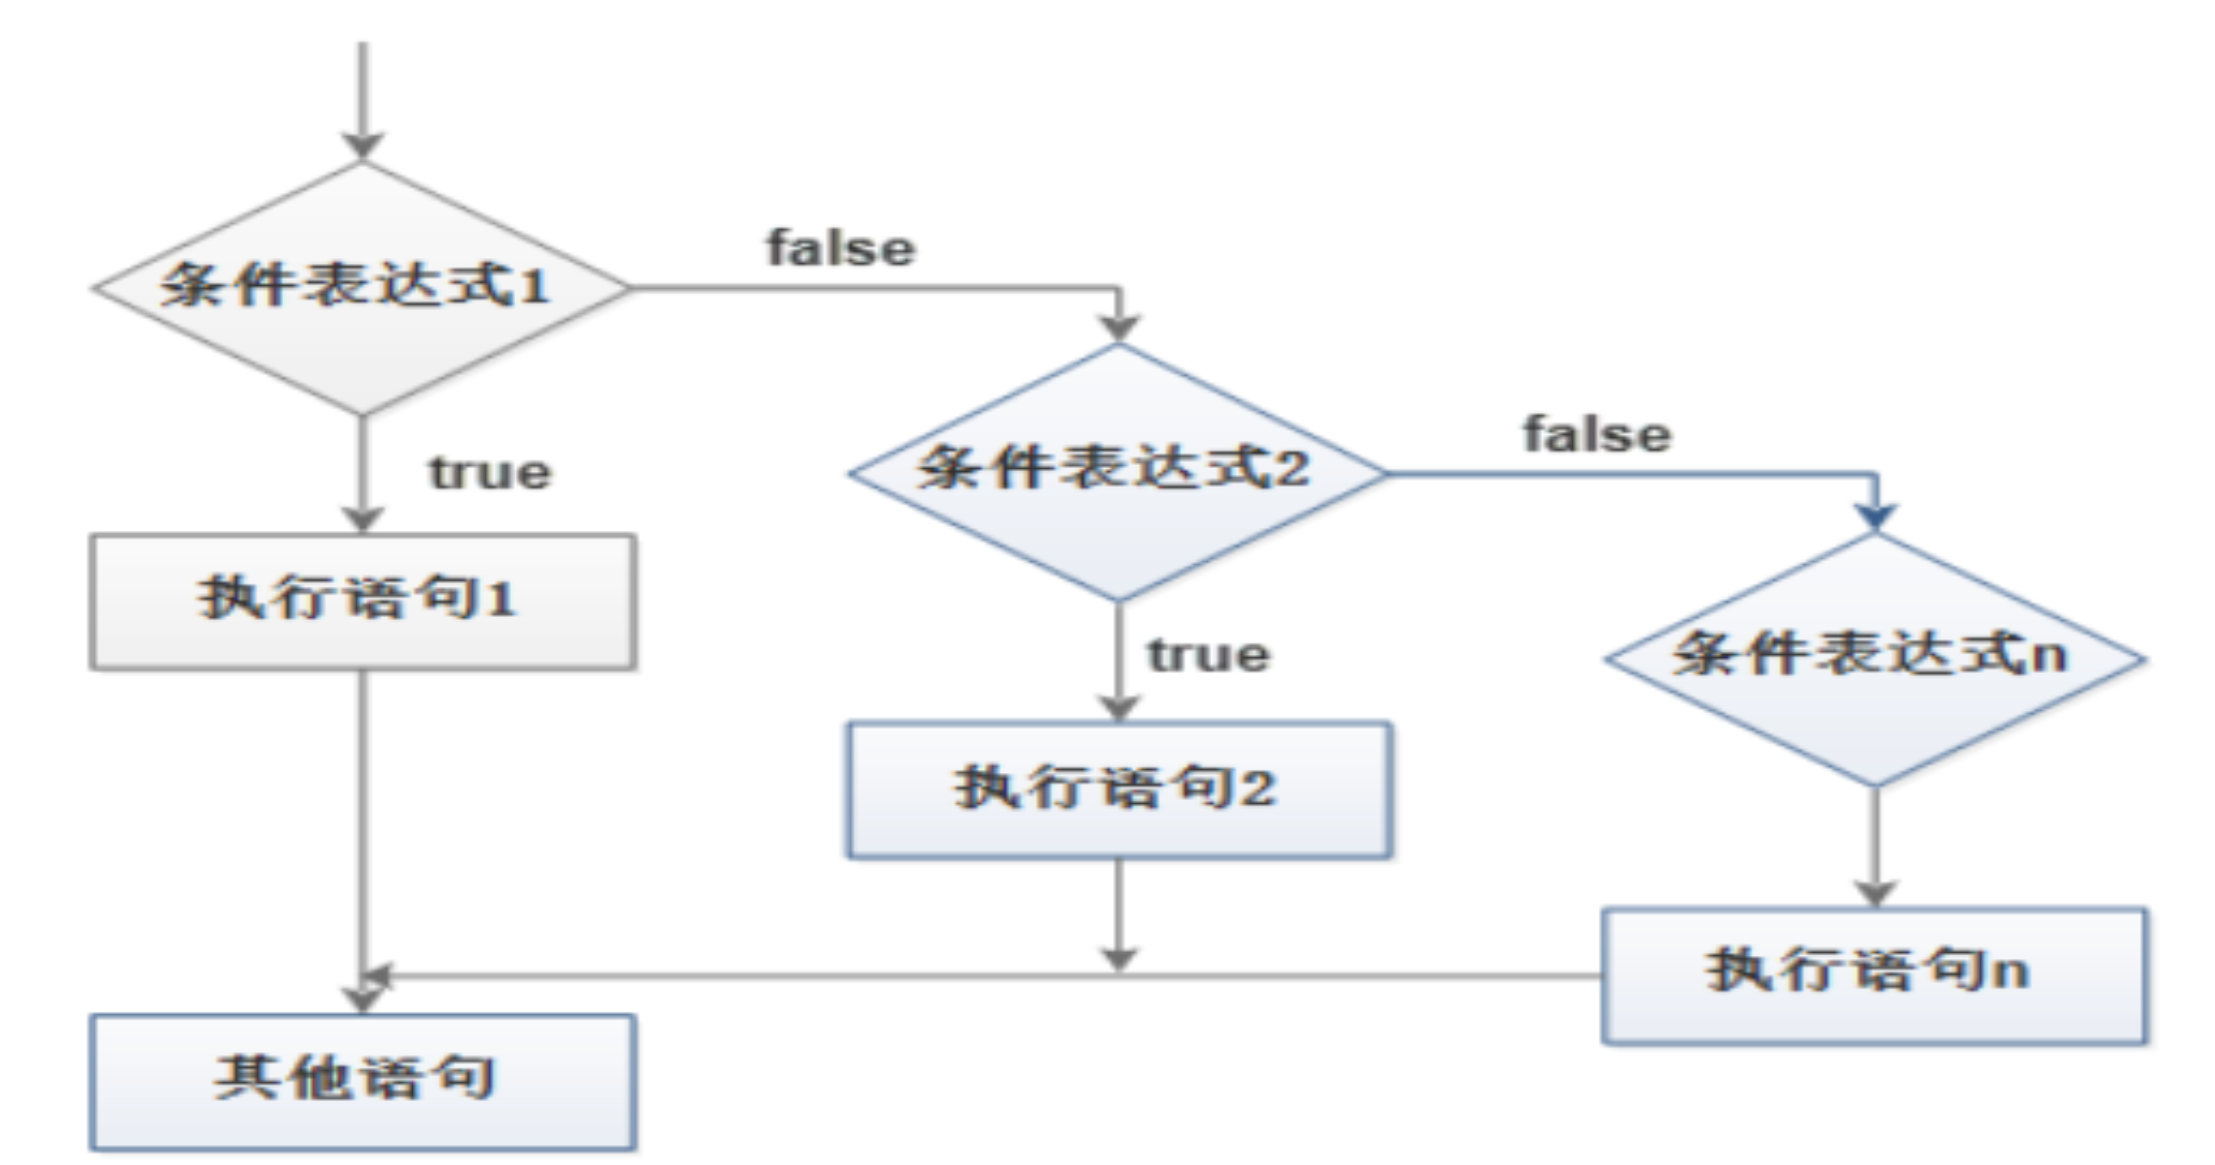 条件表达式1
false
true
执行语句1
条件表达式2
false
true
执行语句2
条件表达式n
执行语句n
其他语句